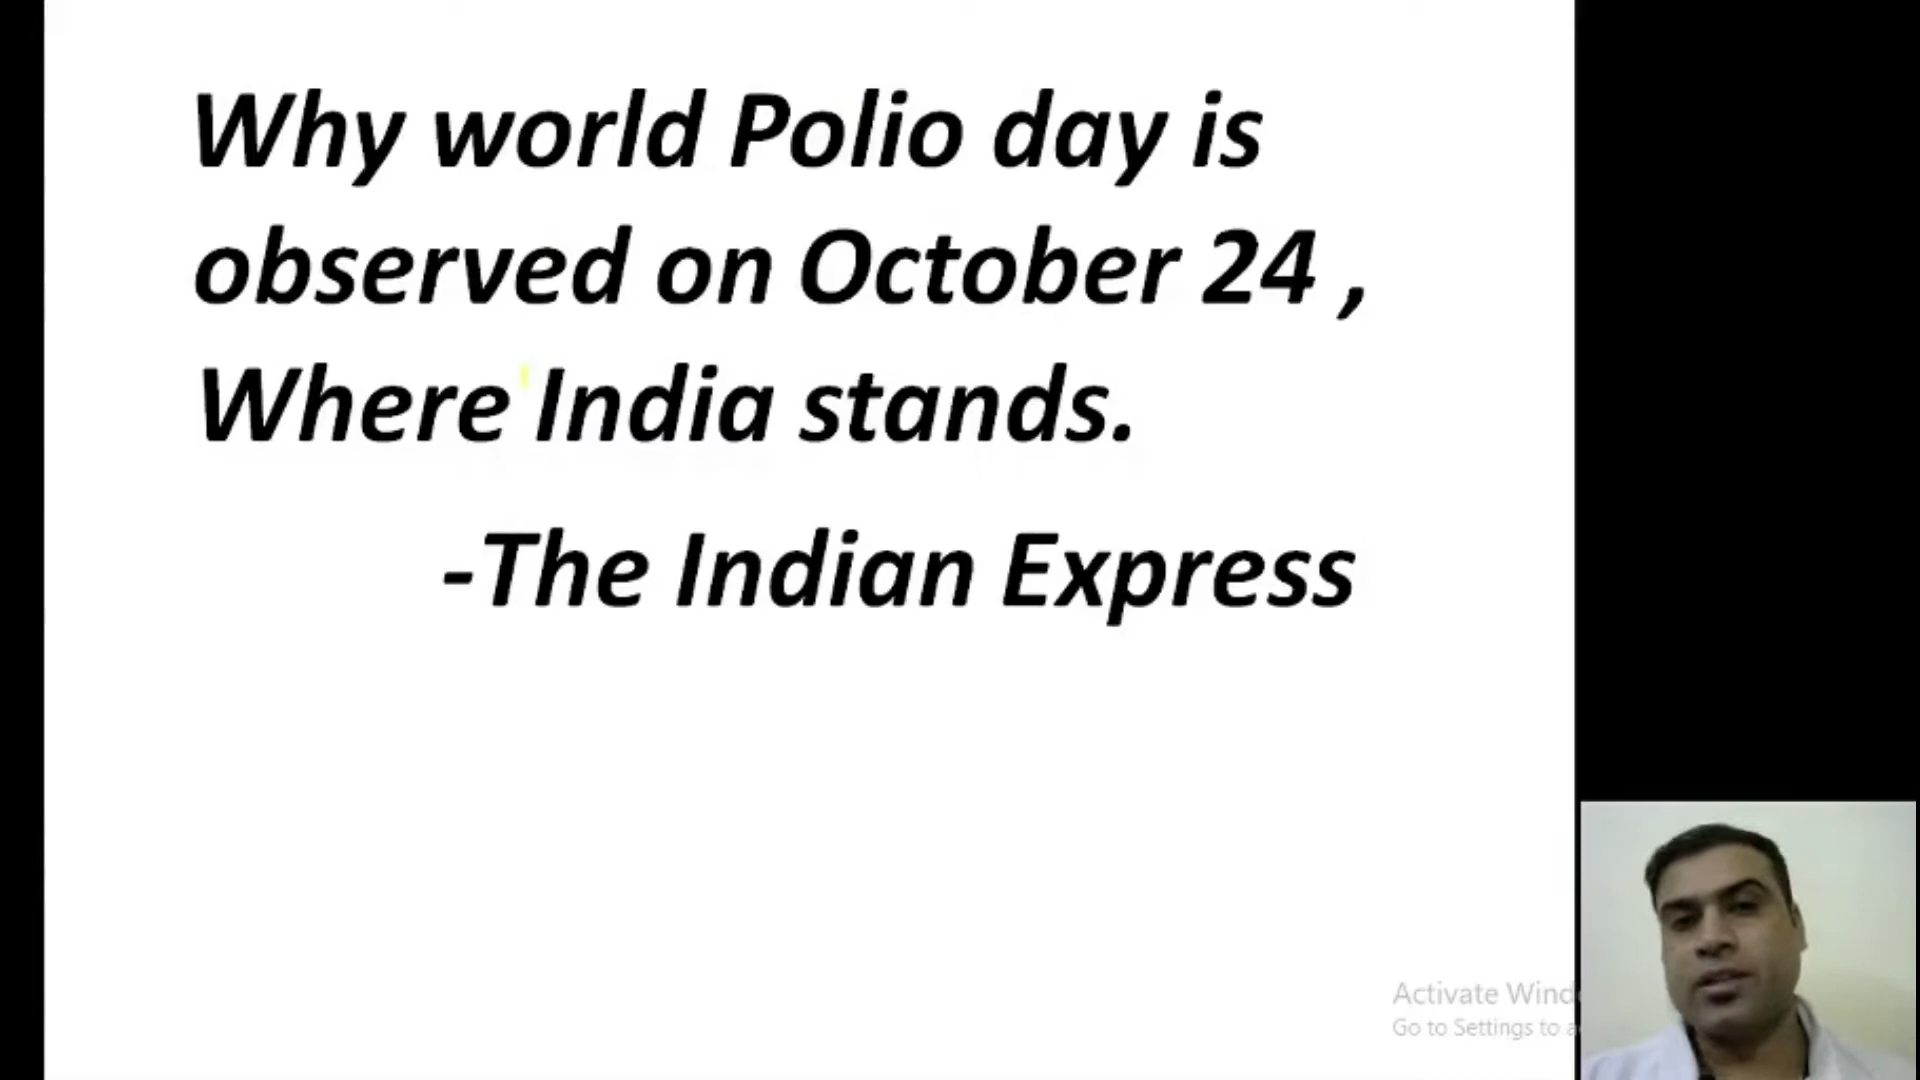 Why world Polio day is
observed on October 24 ,
Where India stands.
-The Indian Express
Activate Wind
Go to Settings to a